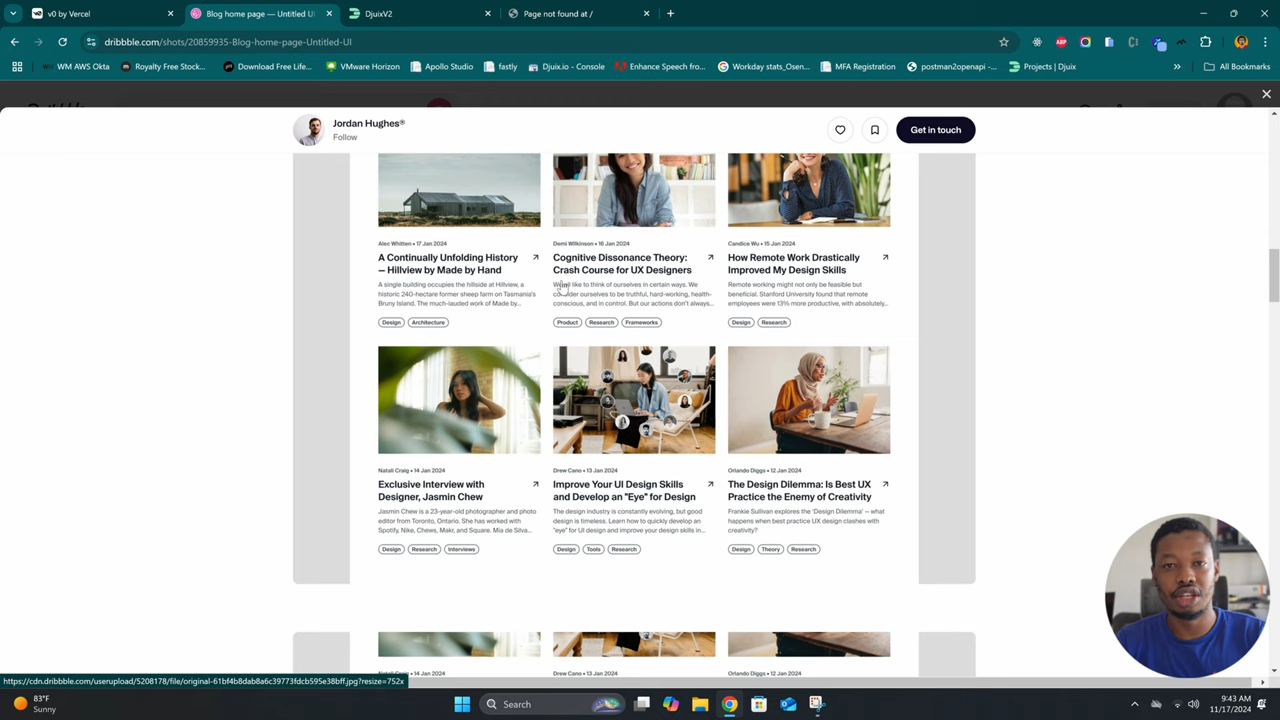 v0 by Vercel
Blog home page — Untitled U
DjuixV2
Page not found at /
dribbble.com/shots/20859935-Blog-home-page-Untitled-UI
WM AWS Okta
Royalty Free Stock...
Download Free Life...
VMware Horizon
Apollo Studio
fastly
Djuix.io - Console
Enhance Speech fro...
Workday stats_Osen...
MFA Registration
postman2openapi -...
Projects | Djuix
All Bookmarks
Jordan Hughes®
Follow
Get in touch
Alec Whitten • 17 Jan 2024
A Continually Unfolding History
— Hillview by Made by Hand
A single building occupies the hillside at Hillview, a
historic 240-hectare former sheep farm on Tasmania's
Bruny Island. The much-lauded work of Made by...
Design
Architecture
Demi Wilkinson • 16 Jan 2024
Cognitive Dissonance Theory:
Crash Course for UX Designers
like to think of ourselves in certain ways. We
ourselves to be truthful, hard-working, health-
conscious, and in control. But our actions don't always...
Product
Research
Frameworks
Candice Wu • 15 Jan 2024
How Remote Work Drastically
Improved My Design Skills
Remote working might not only be feasible but
beneficial. Stanford University found that remote
employees were 13% more productive, with absolutely...
Design
Research
Natali Craig • 14 Jan 2024
Exclusive Interview with
Designer, Jasmin Chew
Jasmin Chew is a 23-year-old photographer and photo
editor from Toronto, Ontario. She has worked with
Spotify, Nike, Chews, Makr, and Square. Mia de Silva...
Design
Research
Interviews
Drew Cano • 13 Jan 2024
Improve Your UI Design Skills
and Develop an "Eye" for Design
The design industry is constantly evolving, but good
design is timeless. Learn how to quickly develop an
"eye" for UI design and improve your design skills in...
Design
Tools
Research
Orlando Diggs • 12 Jan 2024
The Design Dilemma: Is Best UX
Practice the Enemy of Creativity
Frankie Sullivan explores the 'Design Dilemma' — what
happens when best practice UX design clashes with
creativity?
Design
Theory
Research
Natali Craig • 14 Jan 2024
Drew Cano • 13 Jan 2024
Orlando Diggs • 12 Jan 2024
https://cdn.dribbble.com/userupload/5208178/file/original-61bf4b8dab8a6c39773fdcb595e38bff.jpg?resize=752x
83°F
Sunny
Search
9:43 AM
11/17/2024